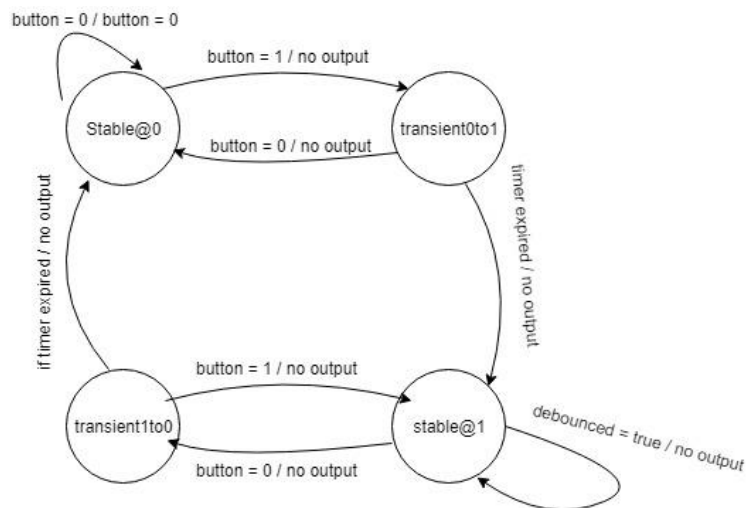 button = 0 / button = 0
button = 1 / no output
Stable@0
transient0to1
button = 0 / no output
if timer expired / no output
timer expired / no output
button = 1 / no output
transient1to0
stable@1
debounced = true / no output
button = 0 / no output